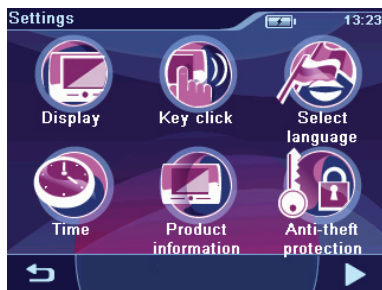 Settings
13:23
Display
Key click
Select
language
Time
Product
information
Anti-theft
protection